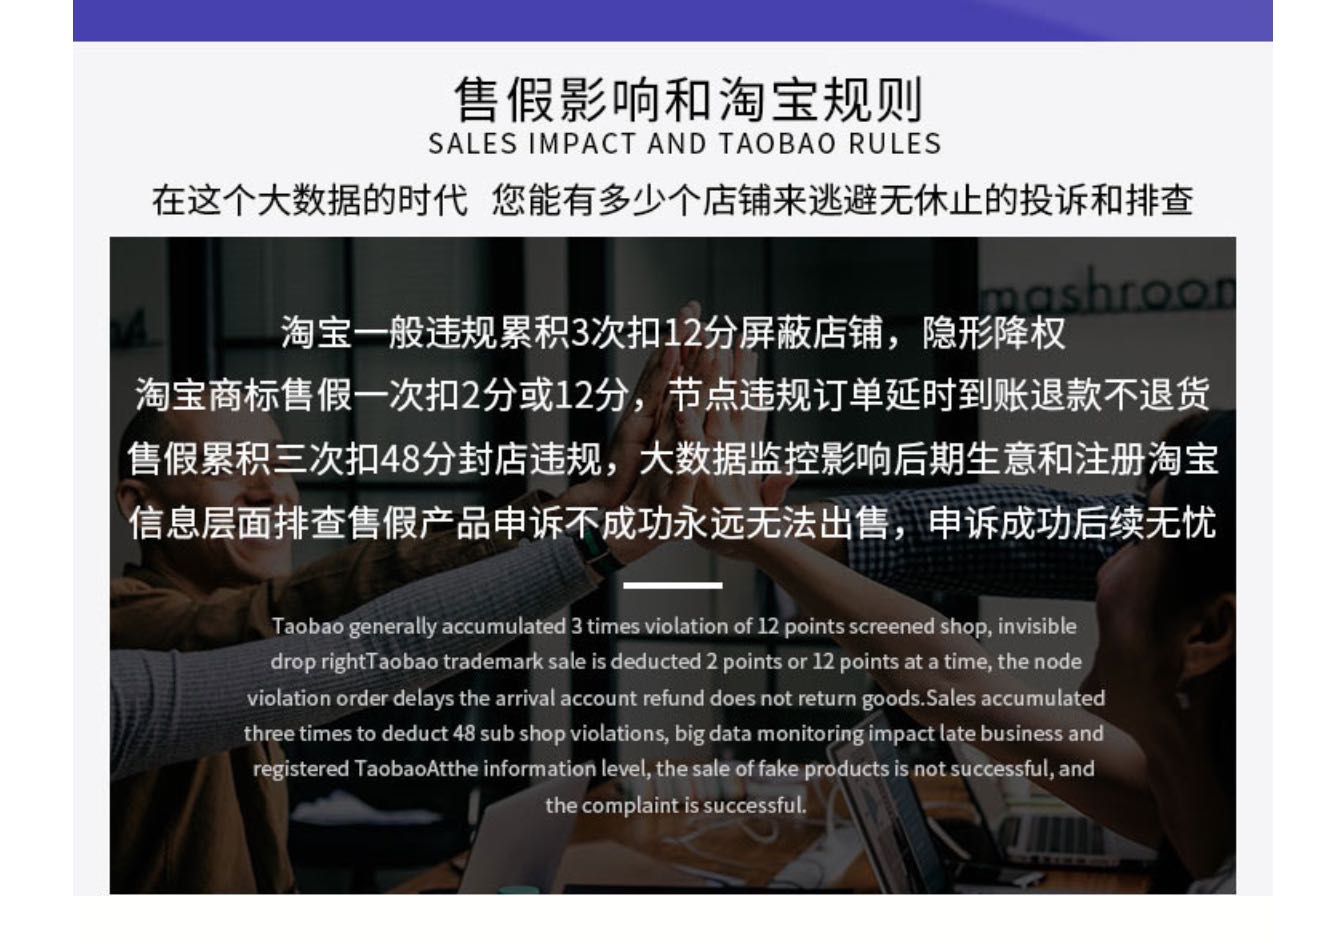 售假影响和淘宝规则
SALES IMPACT AND TAOBAO RULES
在这个大数据的时代 您能有多少个店铺来逃避无休止的投诉和排查
mashroom
淘宝一般违规累积3次扣12分屏蔽店铺，隐形降权
淘宝商标售假一次扣2分或12分，节点违规订单延时到账退款不退货
售假累积三次扣48分封店违规，大数据监控影响后期生意和注册淘宝
信息层面排查售假产品申诉不成功永远无法出售，申诉成功后续无忧
Taobao generally accumulated 3 times violation of 12 points screened shop, invisible
drop rightTaobao trademark sale is deducted 2 points or 12 points at a time, the node
violation order delays the arrival account refund does not return goods.Sales accumulated
three times to deduct 48 sub shop violations, big data monitoring impact late business and
registered TaobaoAtthe information level, the sale of fake products is not successful, and
the complaint is successful.